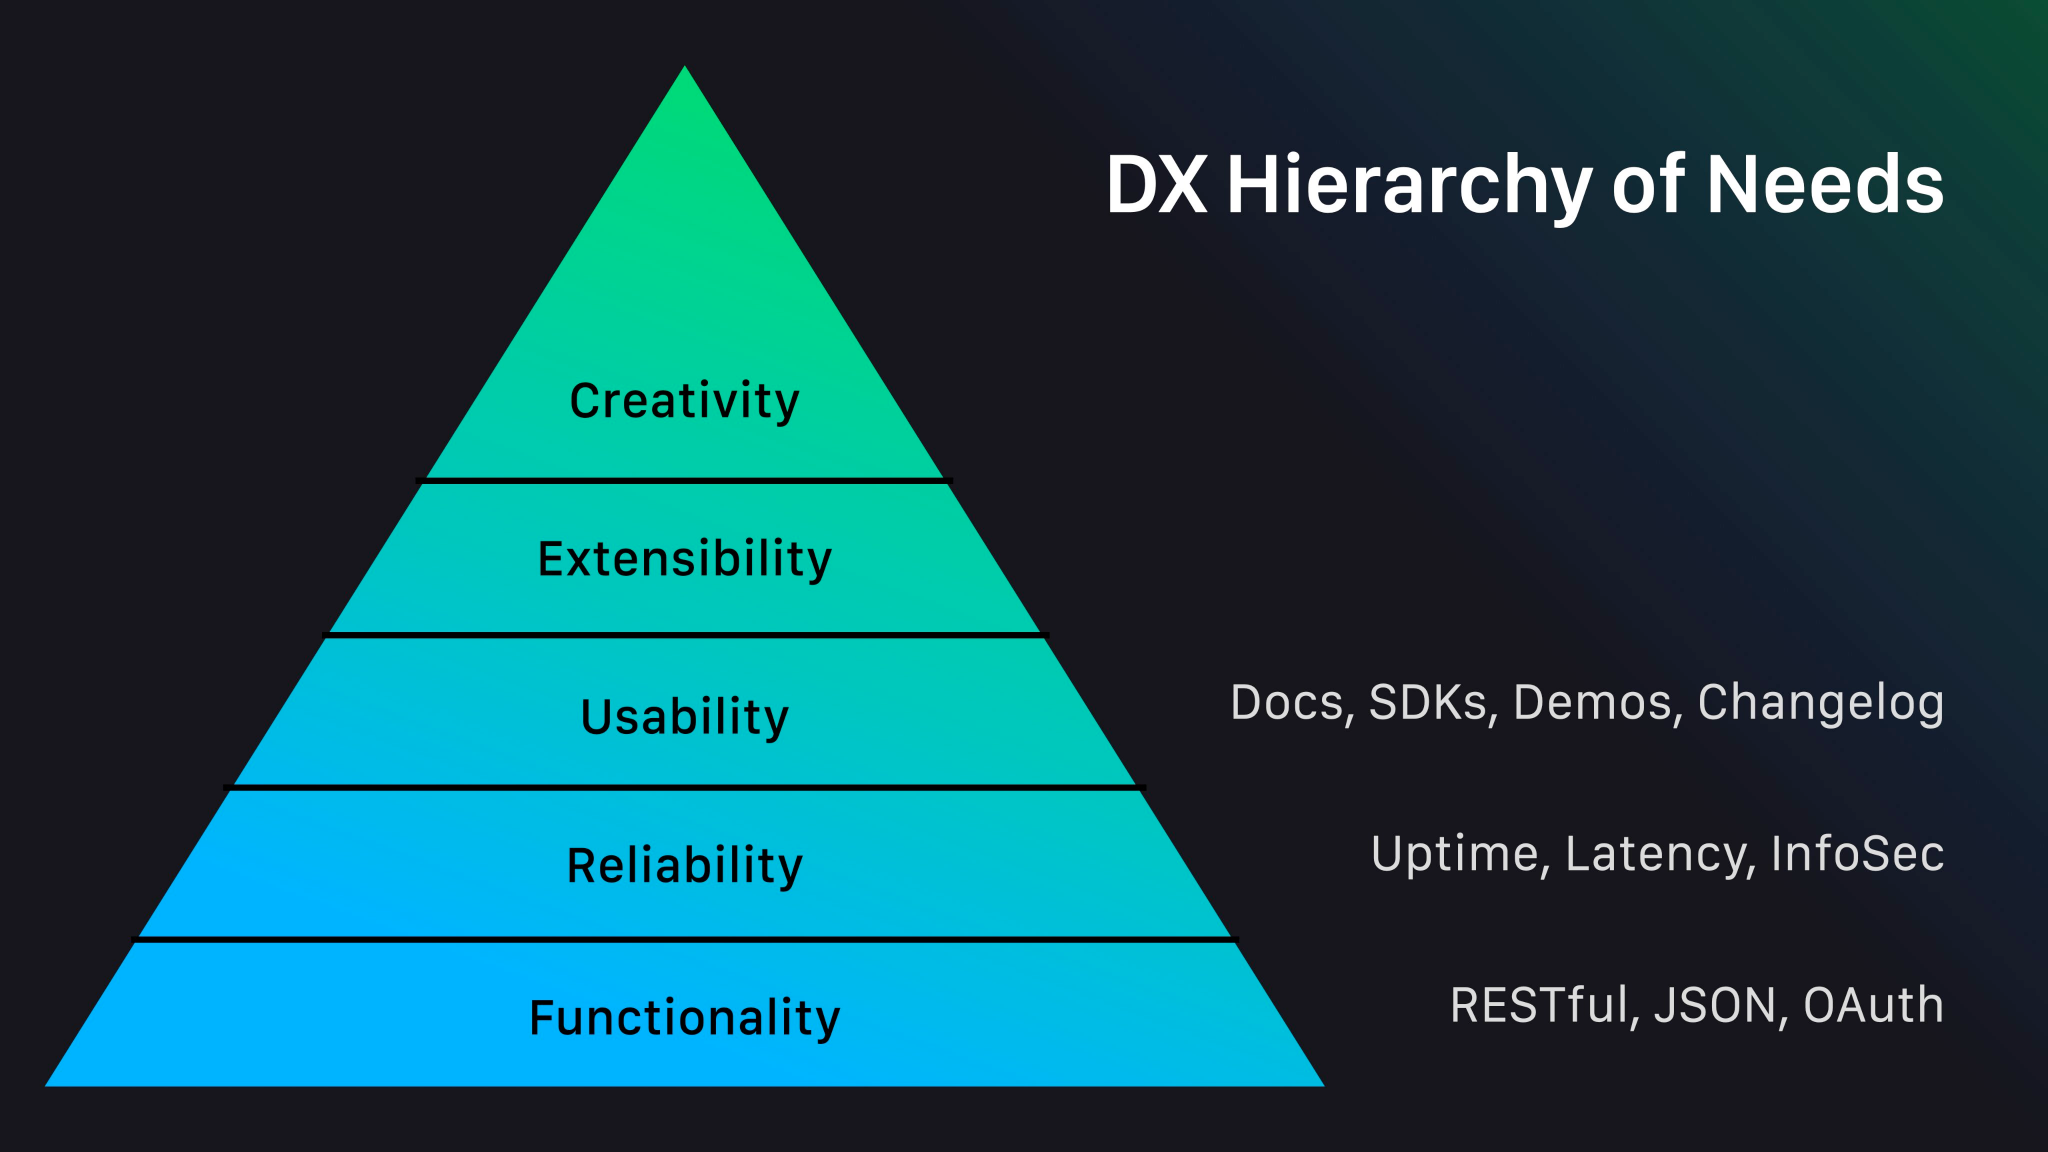 DX Hierarchy of Needs
Creativity
Extensibility
Usability
Docs, SDKs, Demos, Changelog
Reliability
Uptime, Latency, InfoSec
Functionality
RESTful, JSON, OAuth